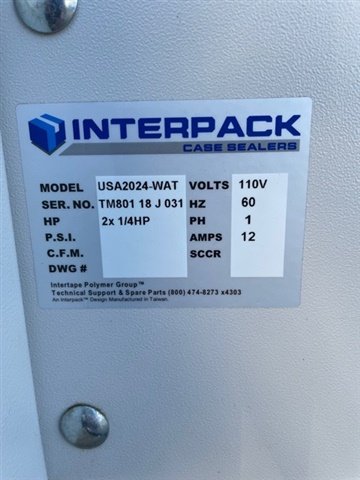 INTERPACK
CASE SEALERS
MODEL USA2024-WAT VOLTS 110V
SER. NO. TM801 18 J 031 HZ 60
HP 2x 1/4HP PH 1
P.S.I. AMPS 12
C.F.M. SCCR
DWG #
Intertape Polymer Group™
Technical Support & Spare Parts (800) 474-8273 x4303
An Interpack™ Design Manufactured in Taiwan.